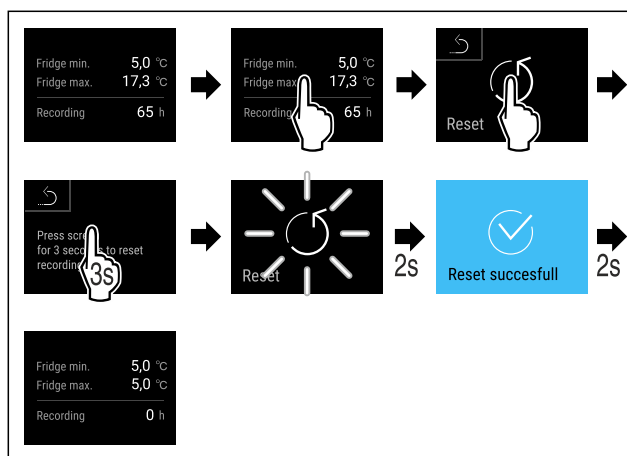 Fridge min. 5,0 °C
Fridge max. 17,3 °C
Recording 65 h
Fridge min. 5,0 °C
Fridge max 17,3 °C
Recording 65 h
Reset
Press scr
for 3 seconds to reset
recording
3s
Reset
2s
Reset succesfull
2s
Fridge min. 5,0 °C
Fridge max. 5,0 °C
Recording 0 h